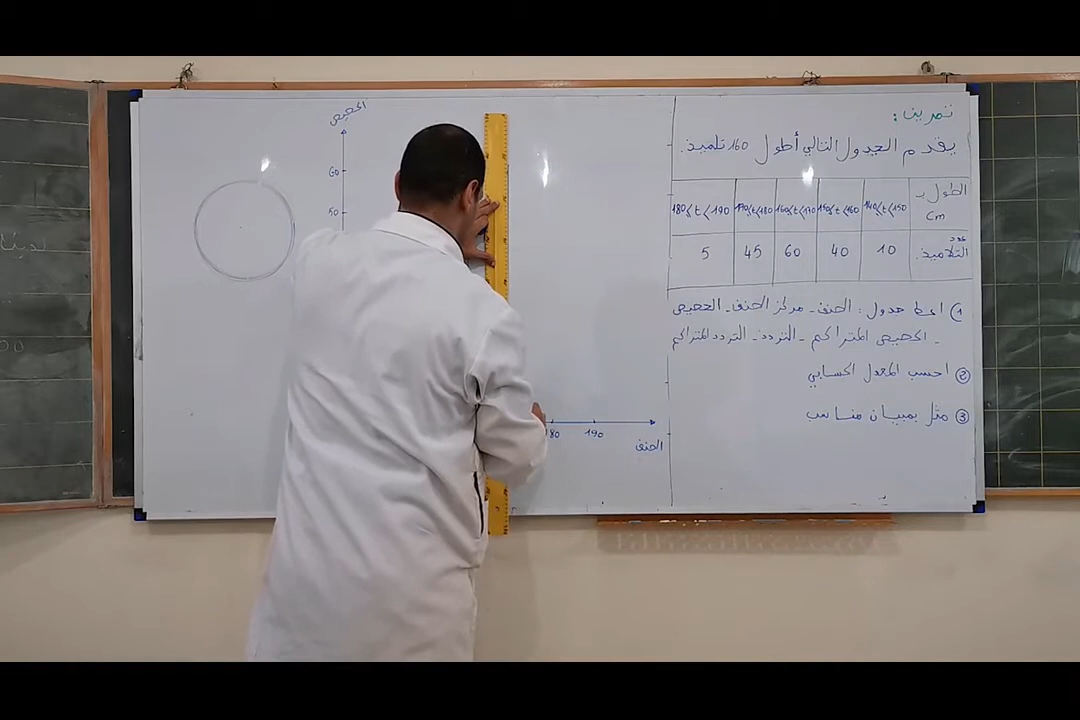 تمرين :
يقدم الجدول التالي أطول 160 تلميذ.
الطول ب cm 140≤t<150 150≤t<160 160≤t<170 170≤t<180 180≤t<190
عدد التلاميذ. 10 40 60 45 5
① اعط جدول : الصنف - مركز الصنف - الحصيص
- الحصيص المتراكم - التردد - التردد المتراكم
② احسب المعدل الحسابي
③ مثل بمبيان مناسب
الحصيص
60
50
180 190
الصنف